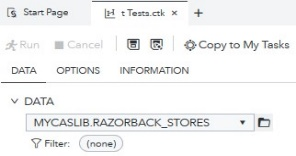 Start Page t Tests.ctk × +
Run Cancel Copy to My Tasks
DATA OPTIONS INFORMATION
DATA
MYCASLIB.RAZORBACK_STORES
Filter: (none)